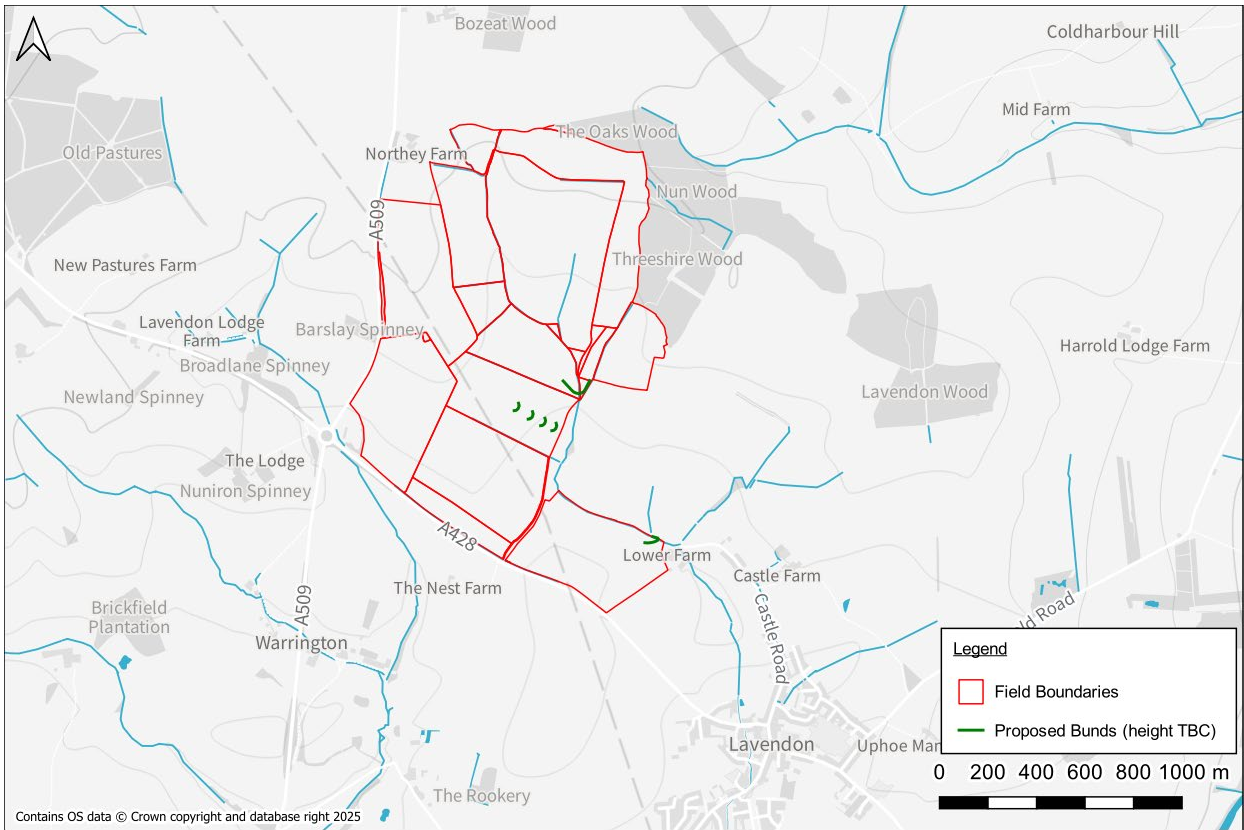 Bozeat Wood
Coldharbour Hill
Mid Farm
The Oaks Wood
Old Pastures
Northey Farm
Nun Wood
A509
New Pastures Farm
Threeshire Wood
Lavendon Lodge
Farm
Barslay Spinney
Harrold Lodge Farm
Broadlane Spinney
Newland Spinney
Lavendon Wood
The Lodge
Nuniron Spinney
A428
Lower Farm
Castle Farm
The Nest Farm
A509
Brickfield
Plantation
Castle Road
ld Road
Warrington
Legend
Field Boundaries
Proposed Bunds (height TBC)
Lavendon
Uphoe Mar
0 200 400 600 800 1000 m
The Rookery
Contains OS data © Crown copyright and database right 2025